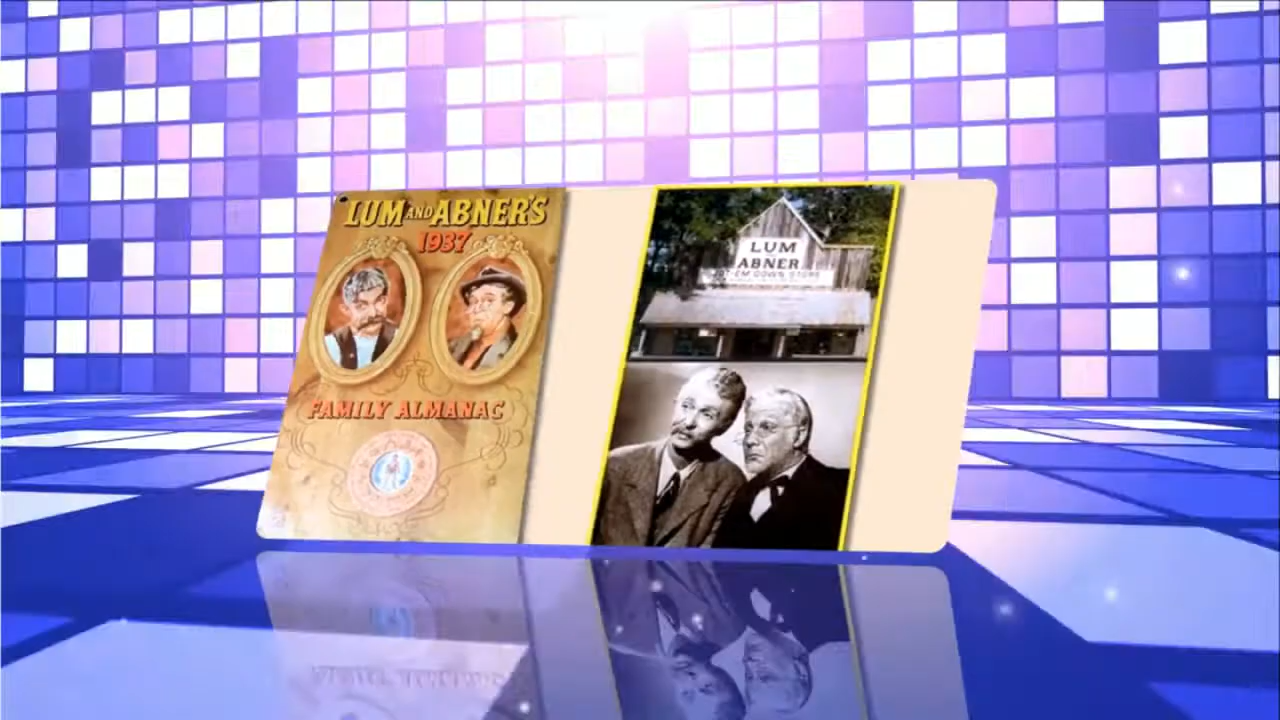 LUM AND ABNER'S
1937
FAMILY ALMANAC
LUM
ABNER
JOT-EM DOWN STORE